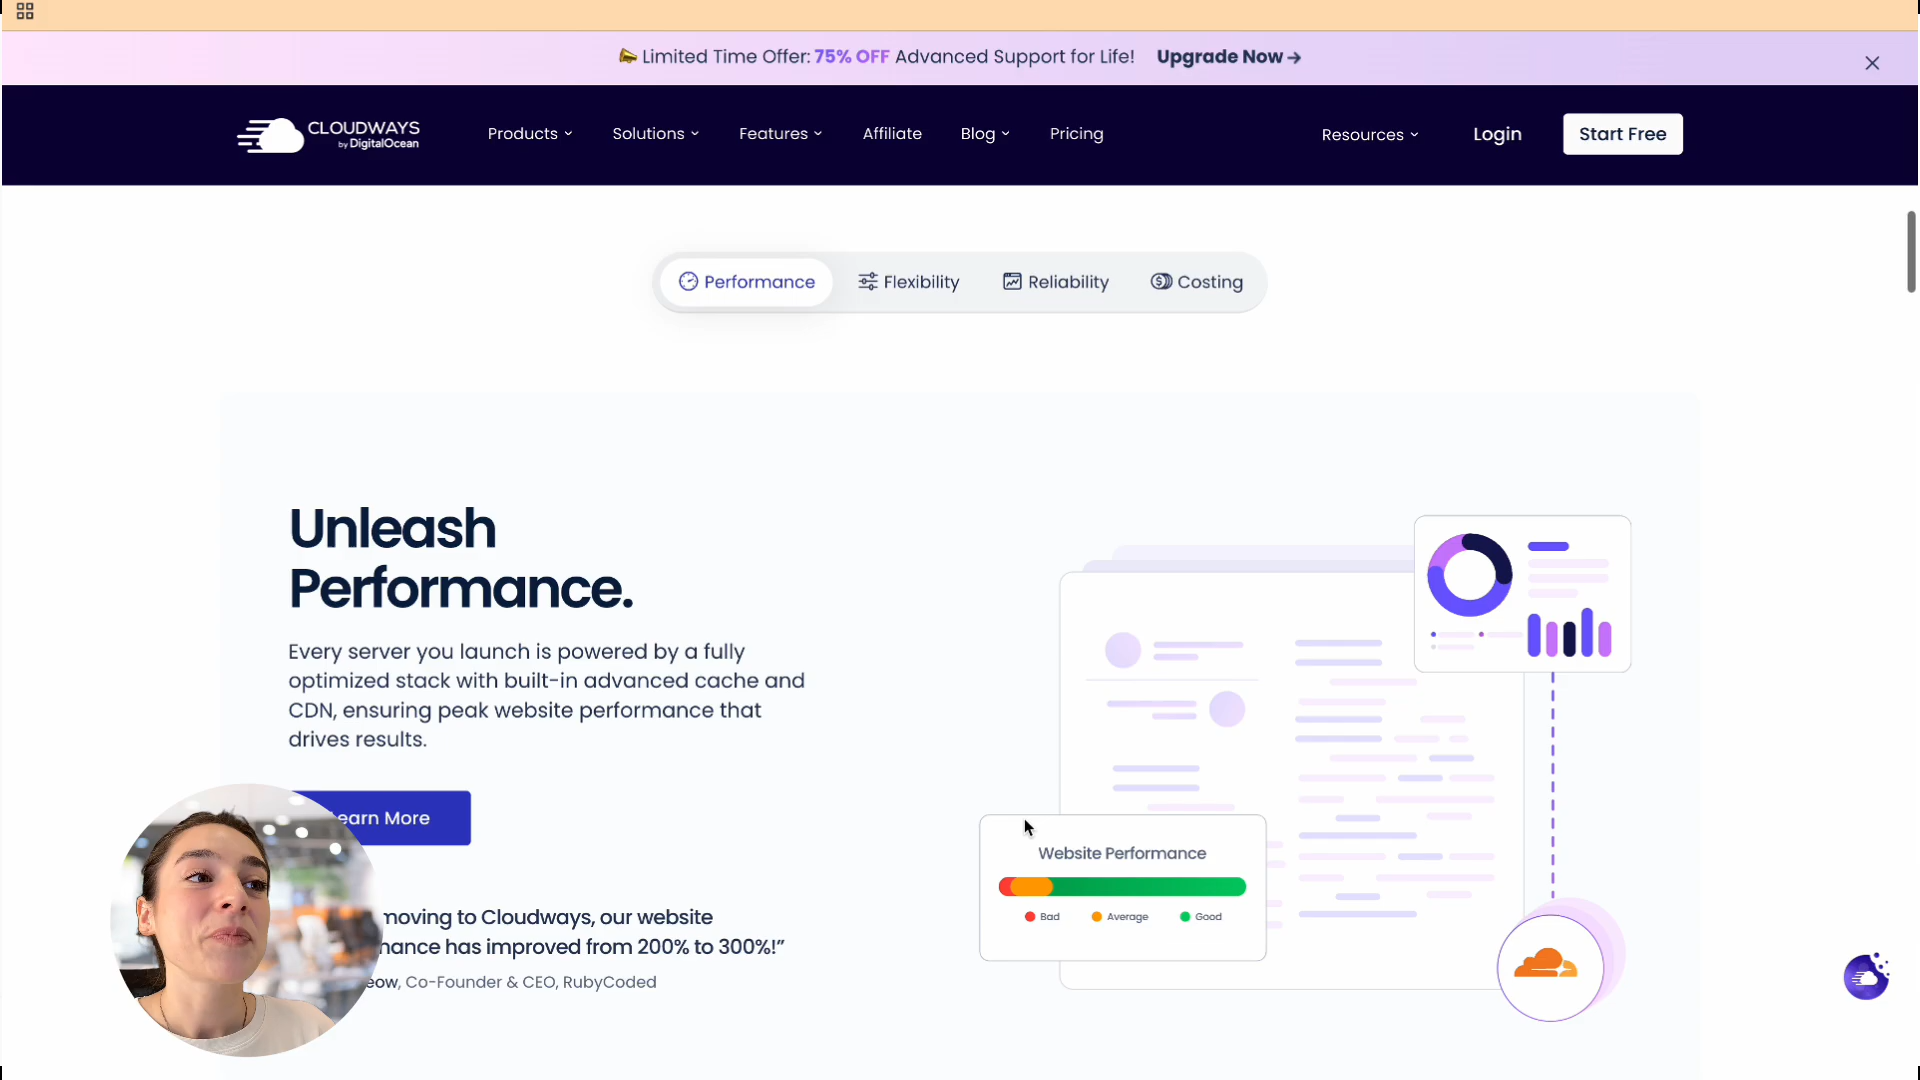 Limited Time Offer: 75% OFF Advanced Support for Life! Upgrade Now →
CLOUDWAYS
by DigitalOcean
Products
Solutions
Features
Affiliate
Blog
Pricing
Resources
Login
Start Free
Performance
Flexibility
Reliability
Costing
Unleash
Performance.
Every server you launch is powered by a fully
optimized stack with built-in advanced cache and
CDN, ensuring peak website performance that
drives results.
earn More
moving to Cloudways, our website
mance has improved from 200% to 300%!”
eow, Co-Founder & CEO, RubyCoded
Website Performance
Bad
Average
Good